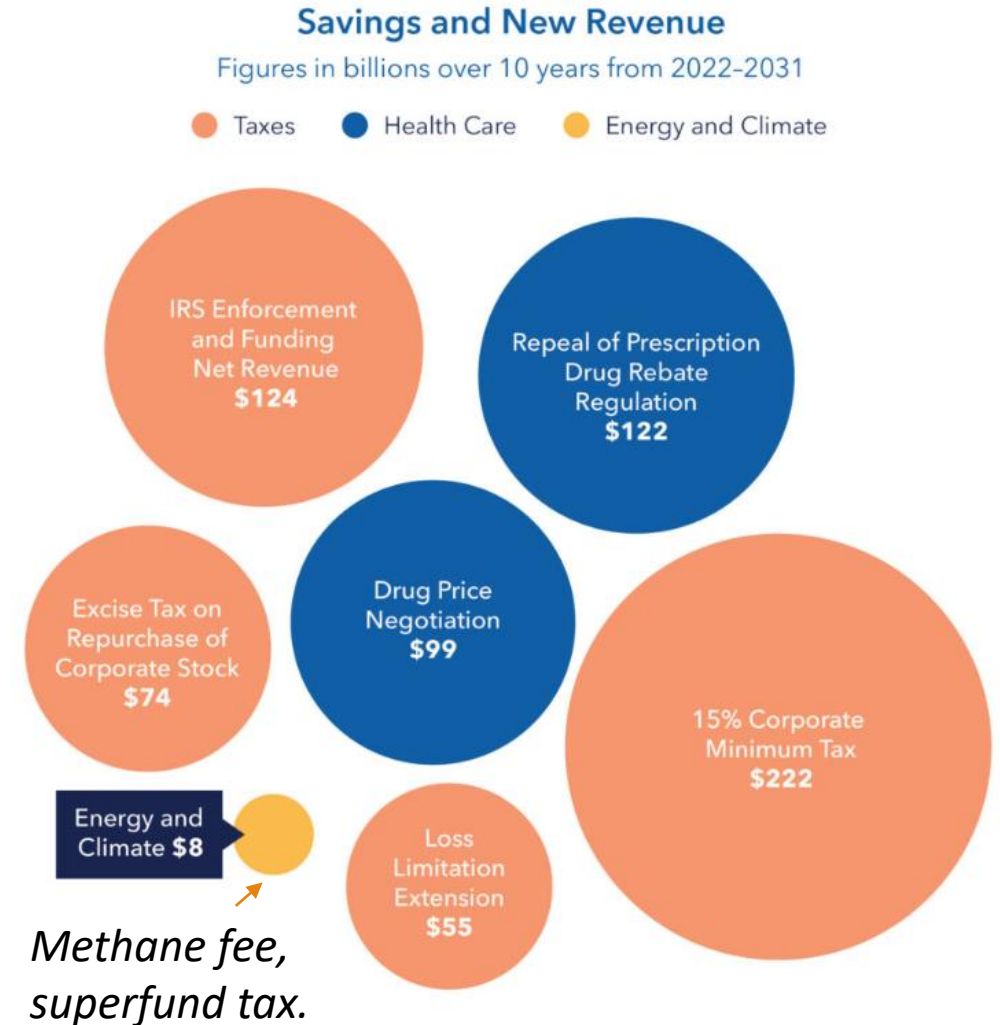 Savings and New Revenue
Figures in billions over 10 years from 2022–2031
Taxes
Health Care
Energy and Climate
IRS Enforcement
and Funding
Net Revenue
$124
Repeal of Prescription
Drug Rebate
Regulation
$122
Drug Price
Negotiation
$99
Excise Tax on
Repurchase of
Corporate Stock
$74
15% Corporate
Minimum Tax
$222
Energy and
Climate $8
Loss
Limitation
Extension
$55
Methane fee,
superfund tax.